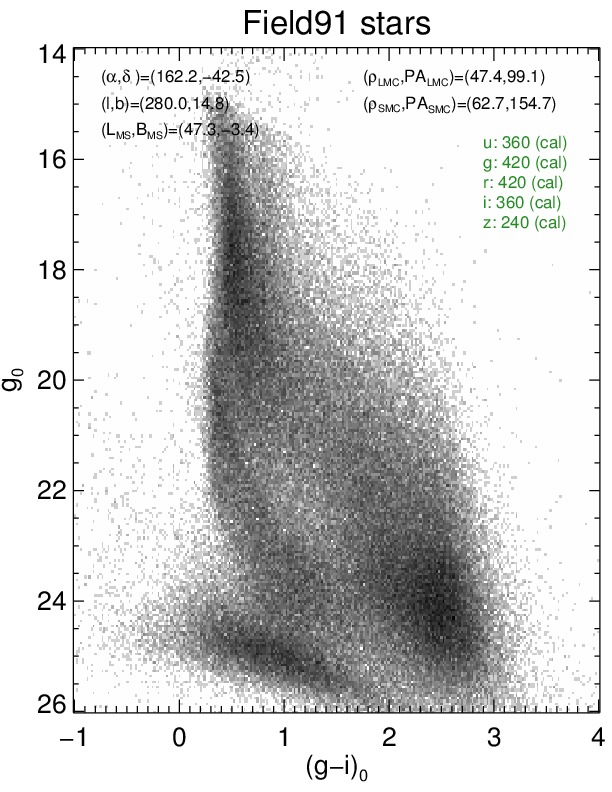 Field91 stars
(α,δ )=(162.2,−42.5)
(ρLMC,PALMC)=(47.4,99.1)
(l,b)=(280.0,14.8)
(ρSMC,PASMC)=(62.7,154.7)
(LMS,BMS)=(47.3,−3.4)
u: 360 (cal)
g: 420 (cal)
r: 420 (cal)
i: 360 (cal)
z: 240 (cal)
14
16
18
20
22
24
26
g0
−1 0 1 2 3 4
(g−i)0